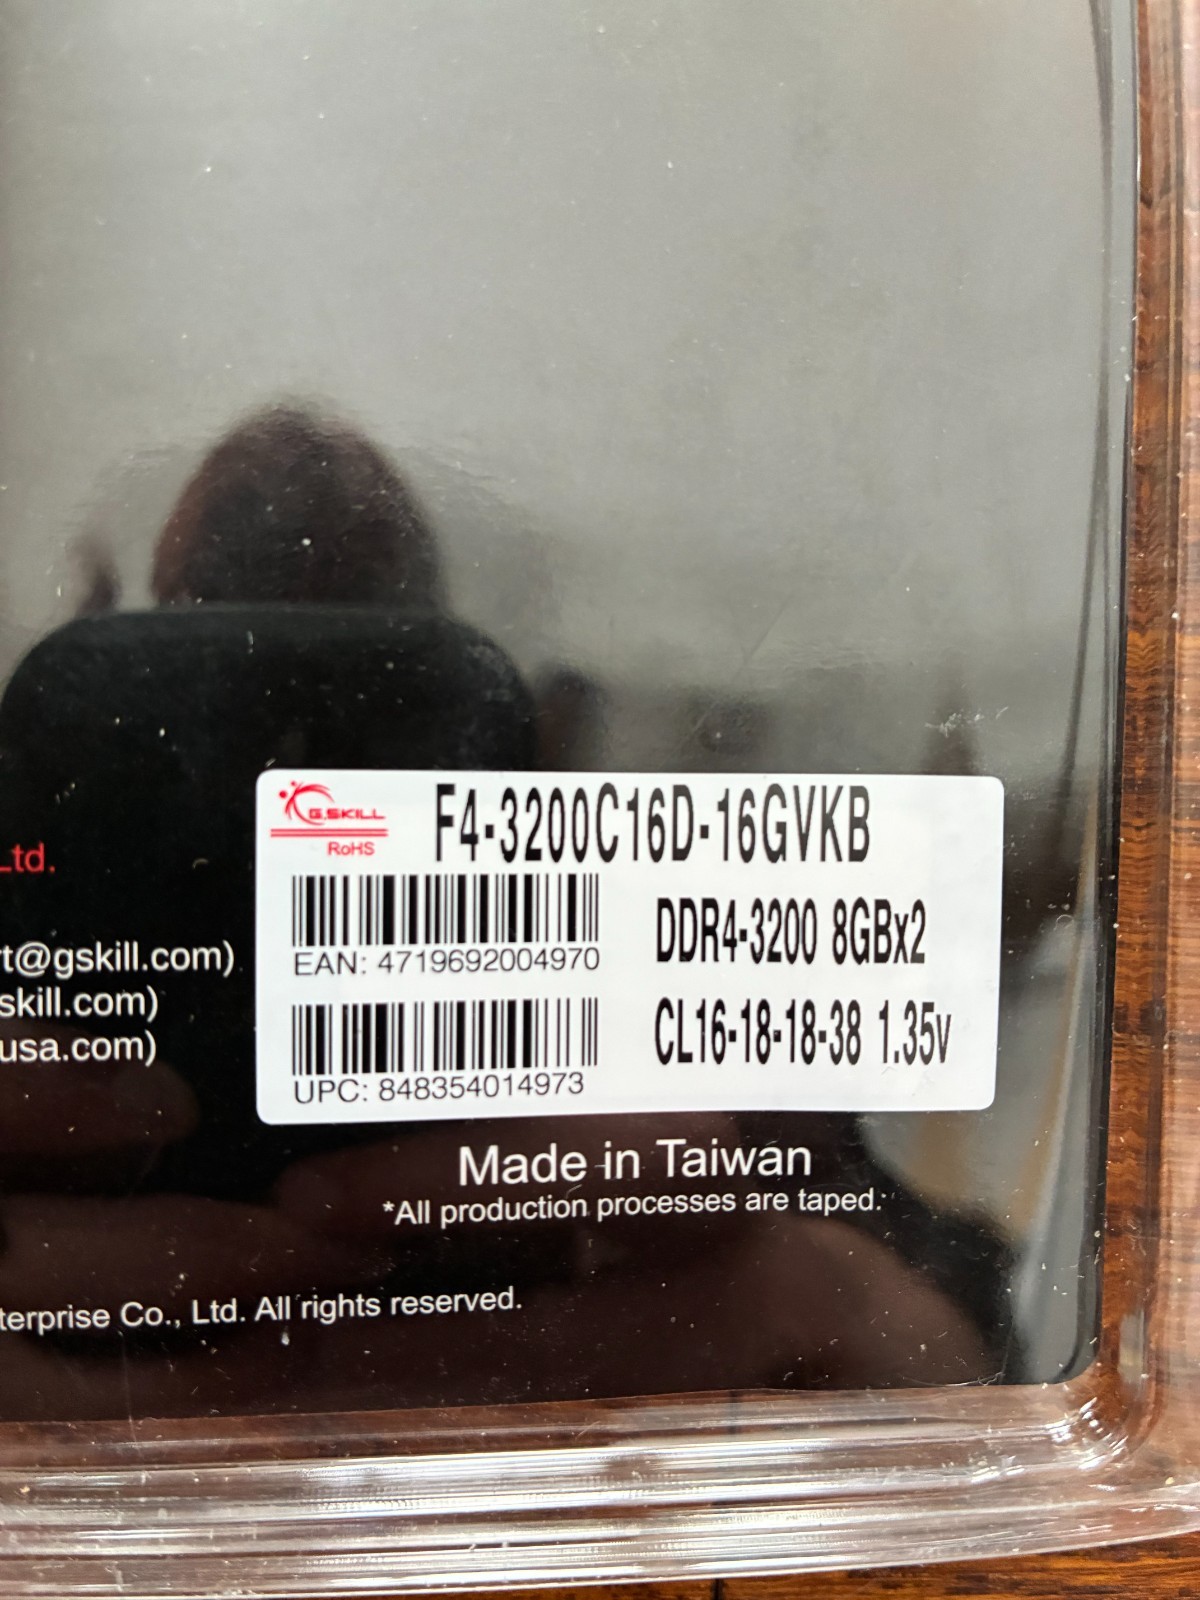 Ltd.
rt@gskill.com)
skill.com)
usa.com)
G.SKILL
RoHS
F4-3200C16D-16GVKB
EAN: 4719692004970
DDR4-3200 8GBx2
UPC: 848354014973
CL16-18-18-38 1.35v
Made in Taiwan
*All production processes are taped.
terprise Co., Ltd. All rights reserved.